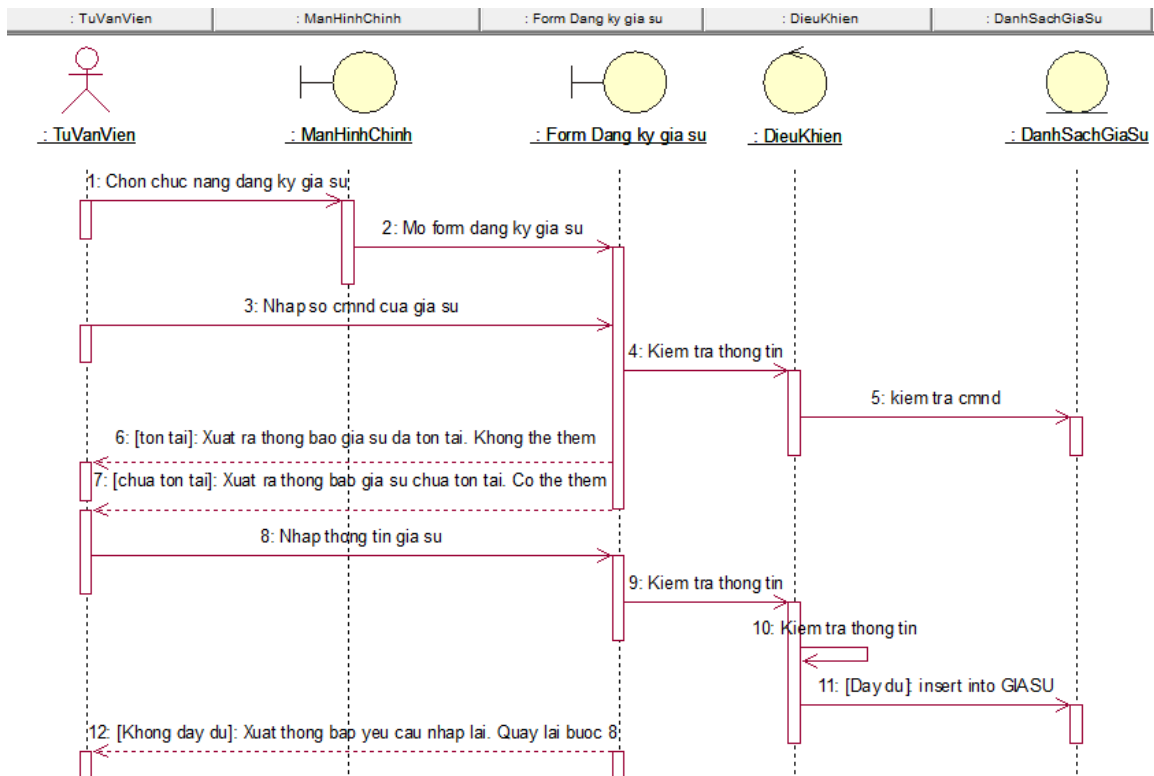 : TuVanVien
: ManHinhChinh
: Form Dang ky gia su
: DieuKhien
: DanhSachGiaSu
: TuVanVien
: ManHinhChinh
: Form Dang ky gia su
: DieuKhien
: DanhSachGiaSu
1: Chon chuc nang dang ky gia su
2: Mo form dang ky gia su
3: Nhap so cmnd cua gia su
4: Kiem tra thong tin
5: kiem tra cmnd
6: [ton tai]: Xuat ra thong bao gia su da ton tai. Khong the them
7: [chua ton tai]: Xuat ra thong bao gia su chua ton tai. Co the them
8: Nhap thong tin gia su
9: Kiem tra thong tin
10: Kiem tra thong tin
11: [Day du]: insert into GIASU
12: [Khong day du]: Xuat thong bao yeu cau nhap lai. Quay lai buoc 8